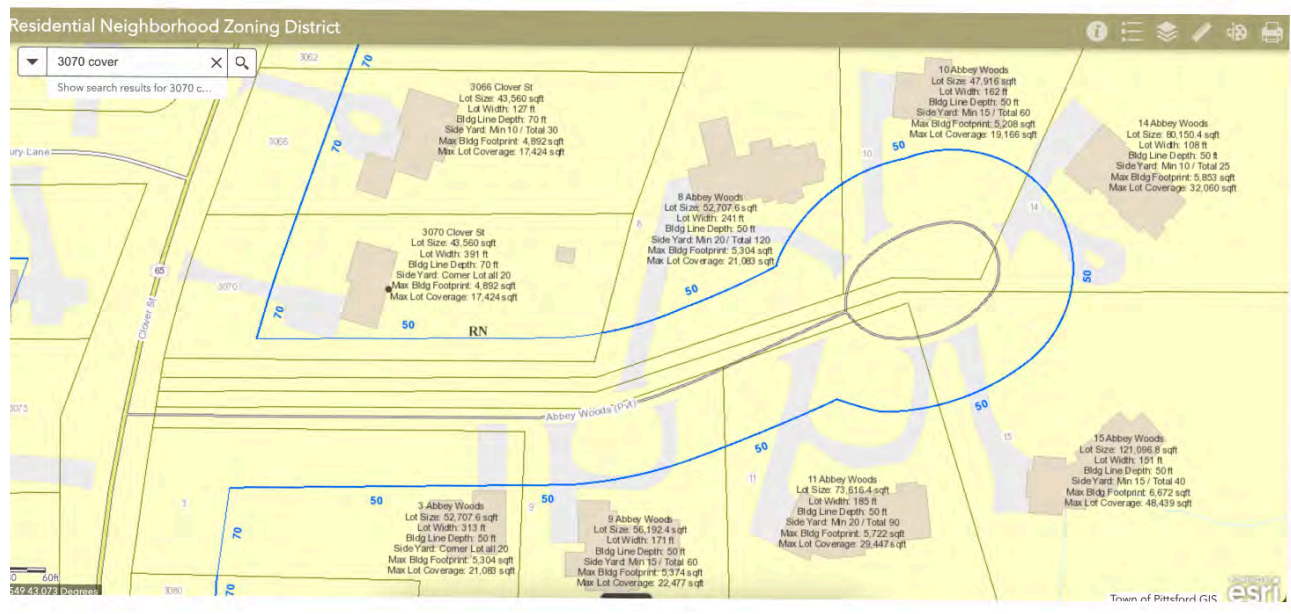 Residential Neighborhood Zoning District
3070 cover
Show search results for 3070 c...
3062
70
3066 Clover St
Lot Size: 43,560 sqft
Lot Width: 127 ft
Bldg Line Depth: 70 ft
Side Yard: Min 10 / Total 30
Max Bldg Footprint: 4,892 sqft
Max Lot Coverage: 17,424 sqft
3066
70
10 Abbey Woods
Lot Size: 47,916 sqft
Lot Width: 162 ft
Bldg Line Depth: 50 ft
Side Yard: Min 15 / Total 60
Max Bldg Footprint: 5,208 sqft
Max Lot Coverage: 19,166 sqft
10
50
14 Abbey Woods
Lot Size: 80,150.4 sqft
Lot Width: 108 ft
Bldg Line Depth: 50 ft
Side Yard: Min 10 / Total 25
Max Bldg Footprint: 5,853 sqft
Max Lot Coverage: 32,060 sqft
14
ury Lane
8 Abbey Woods
Lot Size: 52,707.6 sqft
Lot Width: 241 ft
Bldg Line Depth: 50 ft
Side Yard: Min 20 / Total 120
Max Bldg Footprint: 5,304 sqft
Max Lot Coverage: 21,083 sqft
8
3070 Clover St
Lot Size: 43,560 sqft
Lot Width: 391 ft
Bldg Line Depth: 70 ft
Side Yard: Corner Lot all 20
Max Bldg Footprint: 4,892 sqft
Max Lot Coverage: 17,424 sqft
65
3070
50
50
70
Clover St
50
RN
3075
Abbey Woods (Pvt)
50
50
11 Abbey Woods
Lot Size: 73,616.4 sqft
Lot Width: 185 ft
Bldg Line Depth: 50 ft
Side Yard: Min 20 / Total 90
Max Bldg Footprint: 5,722 sqft
Max Lot Coverage: 29,447 sqft
11
15
15 Abbey Woods
Lot Size: 121,096.8 sqft
Lot Width: 151 ft
Bldg Line Depth: 50 ft
Side Yard: Min 15 / Total 40
Max Bldg Footprint: 6,672 sqft
Max Lot Coverage: 48,439 sqft
3
50
50
3 Abbey Woods
Lot Size: 52,707.6 sqft
Lot Width: 313 ft
Bldg Line Depth: 50 ft
Side Yard: Corner Lot all 20
Max Bldg Footprint: 5,304 sqft
Max Lot Coverage: 21,083 sqft
9
9 Abbey Woods
Lot Size: 56,192.4 sqft
Lot Width: 171 ft
Bldg Line Depth: 50 ft
Side Yard: Min 15 / Total 60
Max Bldg Footprint: 5,374 sqft
Max Lot Coverage: 22,477 sqft
70
70
3080
60ft
43.073 Degrees
Town of Pittsford GIS
esri